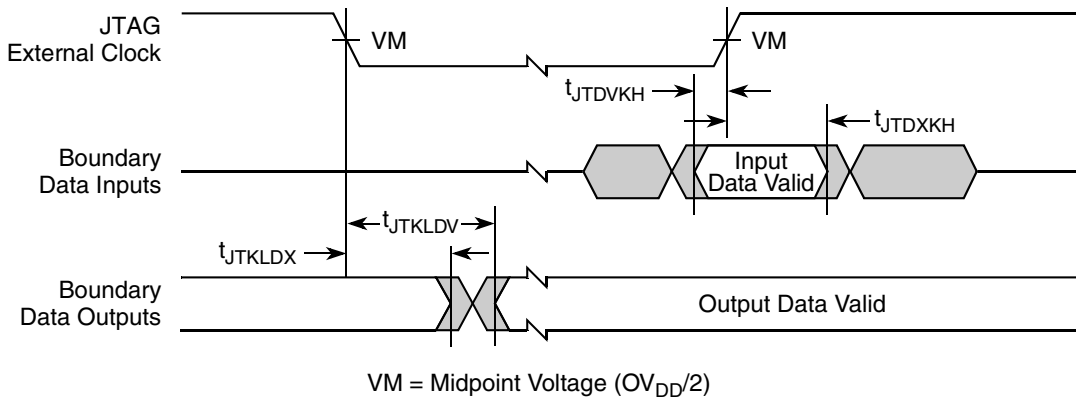 JTAG
External Clock
VM
VM
tJTDVKH
tJTDXKH
Boundary
Data Inputs
Input
Data Valid
tJTKLDV
tJTKLDX
Boundary
Data Outputs
Output Data Valid
VM = Midpoint Voltage (OVDD/2)